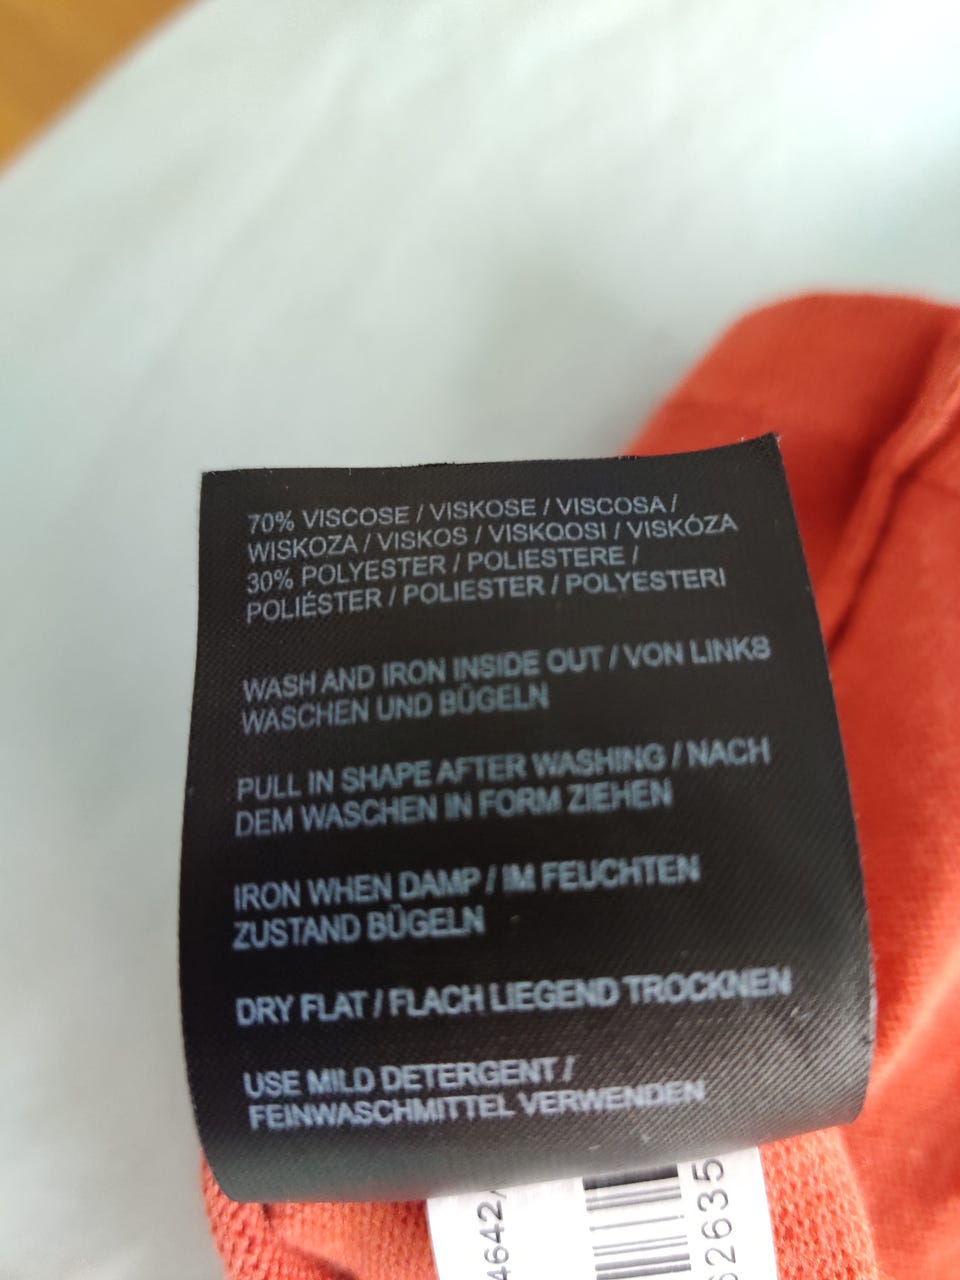 70% VISCOSE / VISKOSE / VISCOSA /
WISKOZA / VISKOS / VISKOOSI / VISKÓZA
30% POLYESTER / POLIESTERE /
POLIÉSTER / POLIESTER / POLYESTERI
WASH AND IRON INSIDE OUT / VON LINKS
WASCHEN UND BÜGELN
PULL IN SHAPE AFTER WASHING / NACH
DEM WASCHEN IN FORM ZIEHEN
IRON WHEN DAMP / IM FEUCHTEN
ZUSTAND BÜGELN
DRY FLAT / FLACH LIEGEND TROCKNEN
USE MILD DETERGENT /
FEINWASCHMITTEL VERWENDEN